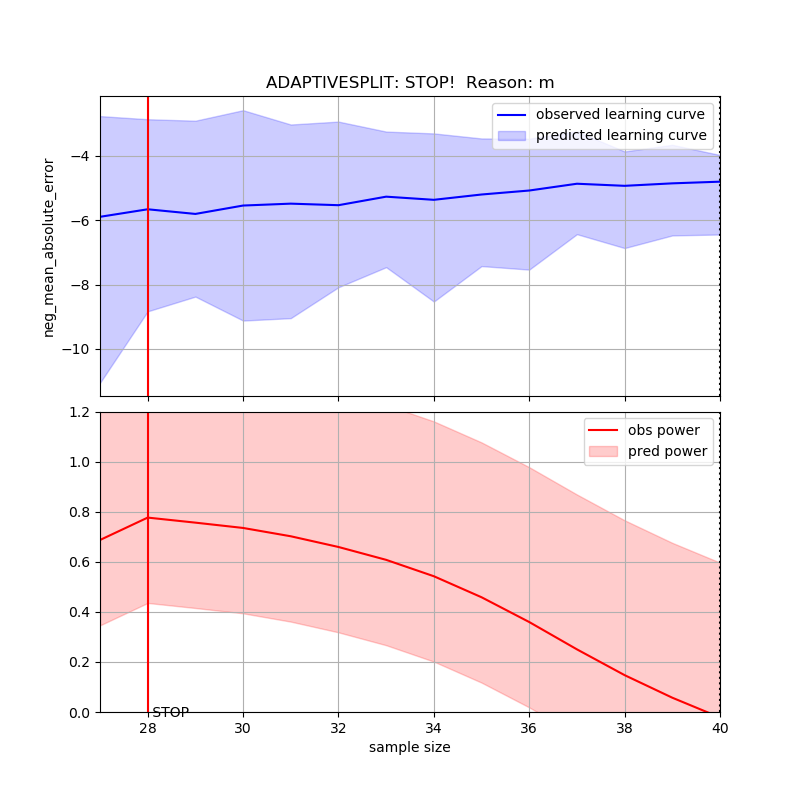 ADAPTIVESPLIT: STOP!  Reason: m
observed learning curve
predicted learning curve
neg_mean_absolute_error
−4
−6
−8
−10
obs power
pred power
1.2
1.0
0.8
0.6
0.4
0.2
0.0
STOP
28
30
32
34
36
38
40
sample size